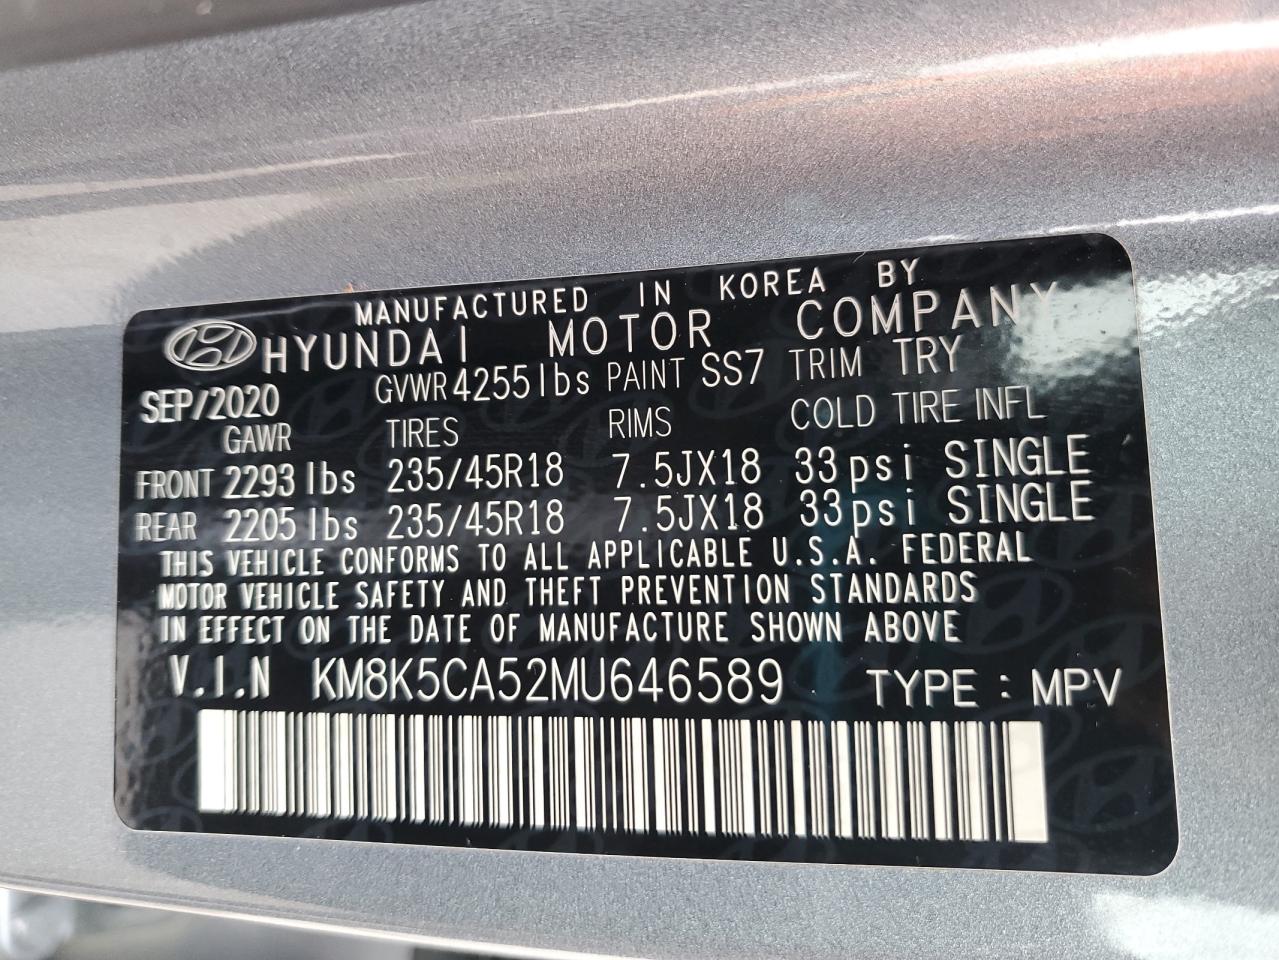 MANUFACTURED IN KOREA BY
HYUNDAI MOTOR COMPANY
SEP/2020 GVWR 4255lbs PAINT SS7 TRIM TRY
GAWR TIRES RIMS COLD TIRE INFL
FRONT 2293 lbs 235/45R18 7.5JX18 33psi SINGLE
REAR 2205 lbs 235/45R18 7.5JX18 33psi SINGLE
THIS VEHICLE CONFORMS TO ALL APPLICABLE U.S.A. FEDERAL
MOTOR VEHICLE SAFETY AND THEFT PREVENTION STANDARDS
IN EFFECT ON THE DATE OF MANUFACTURE SHOWN ABOVE
V.I.N KM8K5CA52MU646589 TYPE : MPV